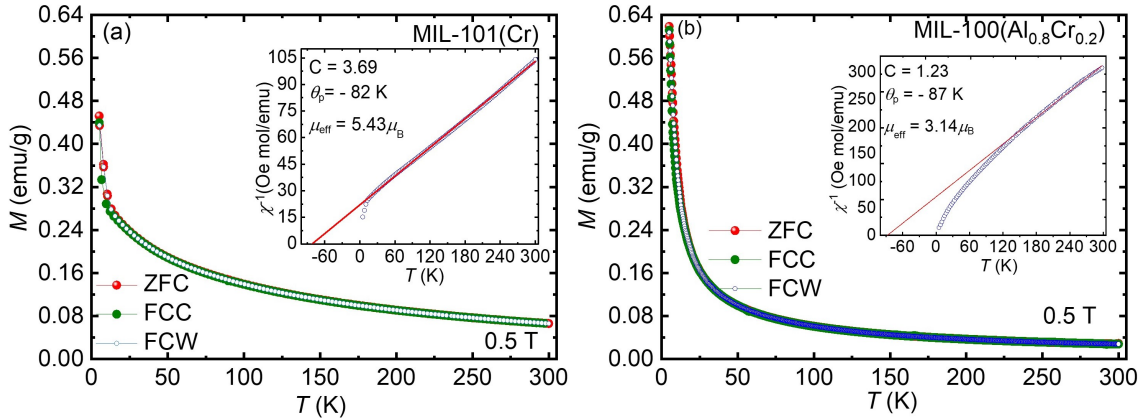 (a)
MIL-101(Cr)
M (emu/g)
0.64
0.56
0.48
0.40
0.32
0.24
0.16
0.08
0.00
0 50 100 150 200 250 300
T (K)
ZFC
FCC
FCW
0.5 T
χ⁻¹(Oe mol/emu)
105
90
75
60
45
30
15
0
-60 0 60 120 180 240 300
T (K)
C = 3.69
θp= - 82 K
μeff = 5.43μB
(b)
MIL-100(Al0.8Cr0.2)
M (emu/g)
0.64
0.56
0.48
0.40
0.32
0.24
0.16
0.08
0.00
0 50 100 150 200 250 300
T (K)
ZFC
FCC
FCW
0.5 T
χ⁻¹(Oe mol/emu)
300
250
200
150
100
50
0
-60 0 60 120 180 240 300
T (K)
C = 1.23
θp= - 87 K
μeff = 3.14μB